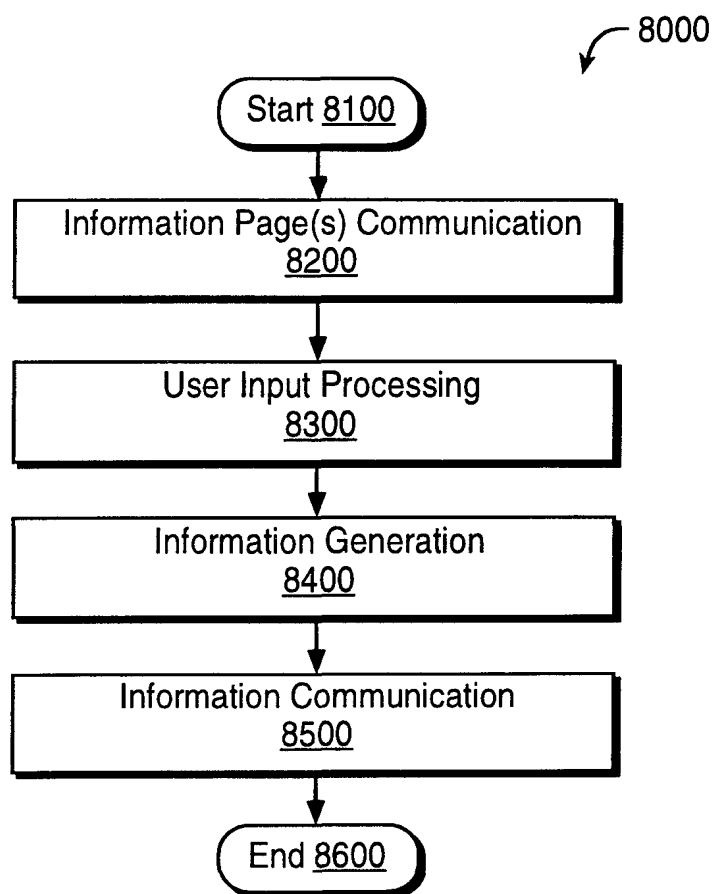 8000
Start 8100
Information Page(s) Communication
8200
User Input Processing
8300
Information Generation
8400
Information Communication
8500
End 8600